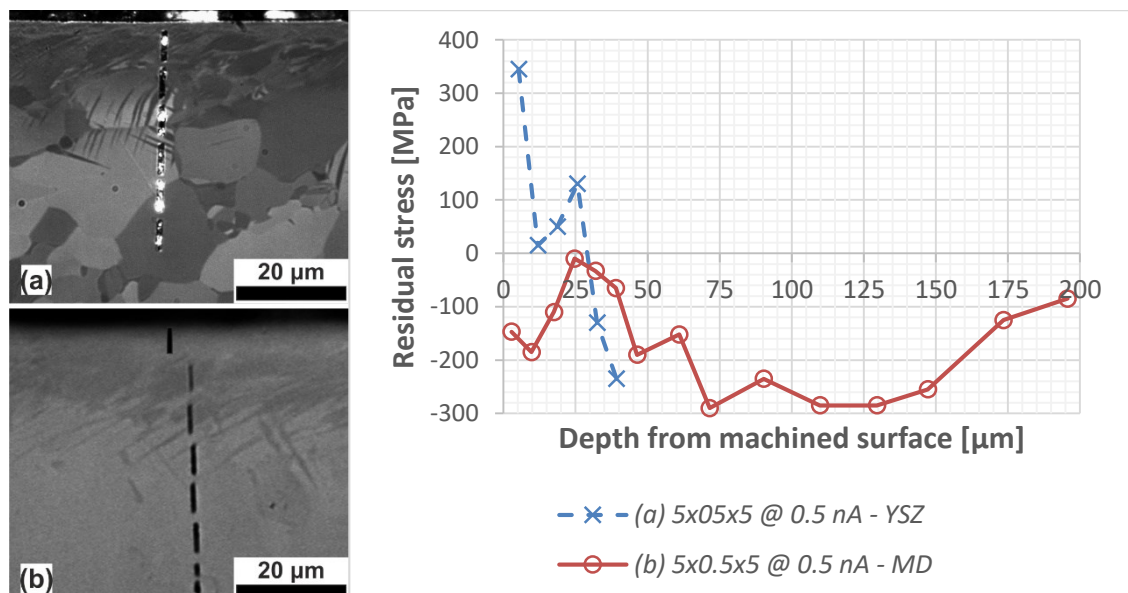 (a)
20 µm
(b)
20 µm
Residual stress [MPa]
400
300
200
100
0
-100
-200
-300
0 25 50 75 100 125 150 175 200
Depth from machined surface [µm]
(a) 5x05x5 @ 0.5 nA - YSZ
(b) 5x0.5x5 @ 0.5 nA - MD